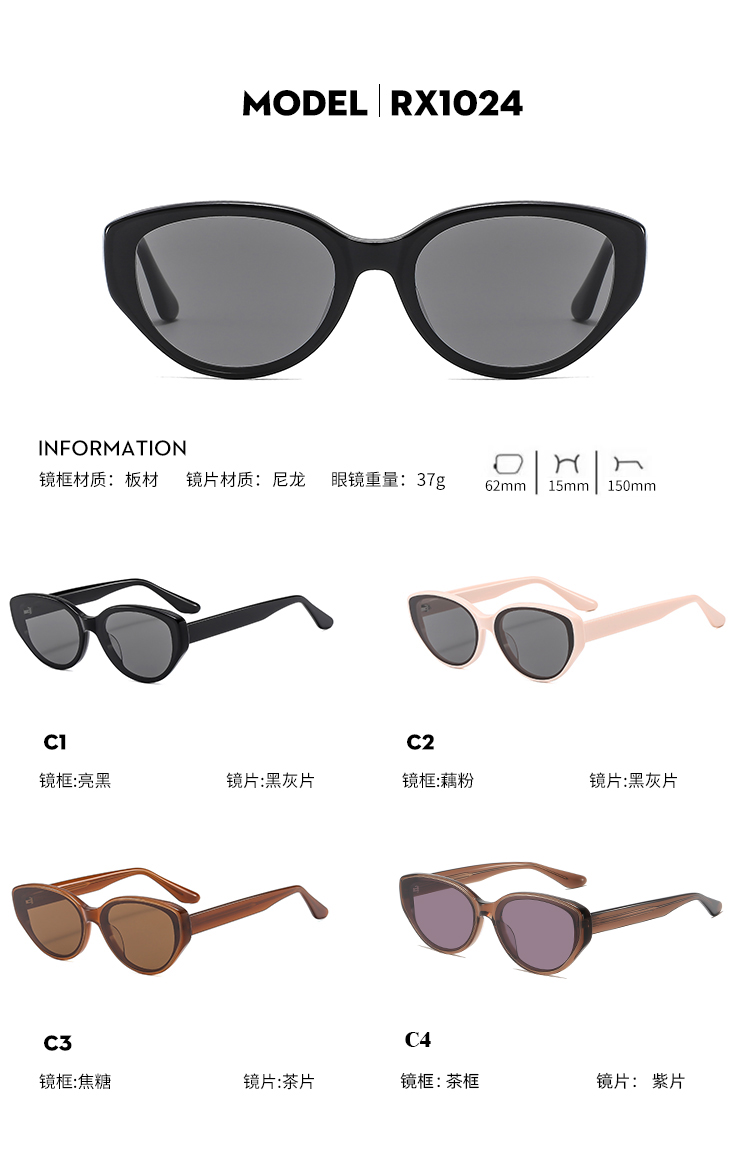 MODEL RX1024
INFORMATION
镜框材质：板材 镜片材质：尼龙 眼镜重量：37g
62mm 15mm 150mm
C1 C2
镜框:亮黑 镜片:黑灰片 镜框:藕粉 镜片:黑灰片
C3 C4
镜框:焦糖 镜片:茶片 镜框：茶框 镜片： 紫片